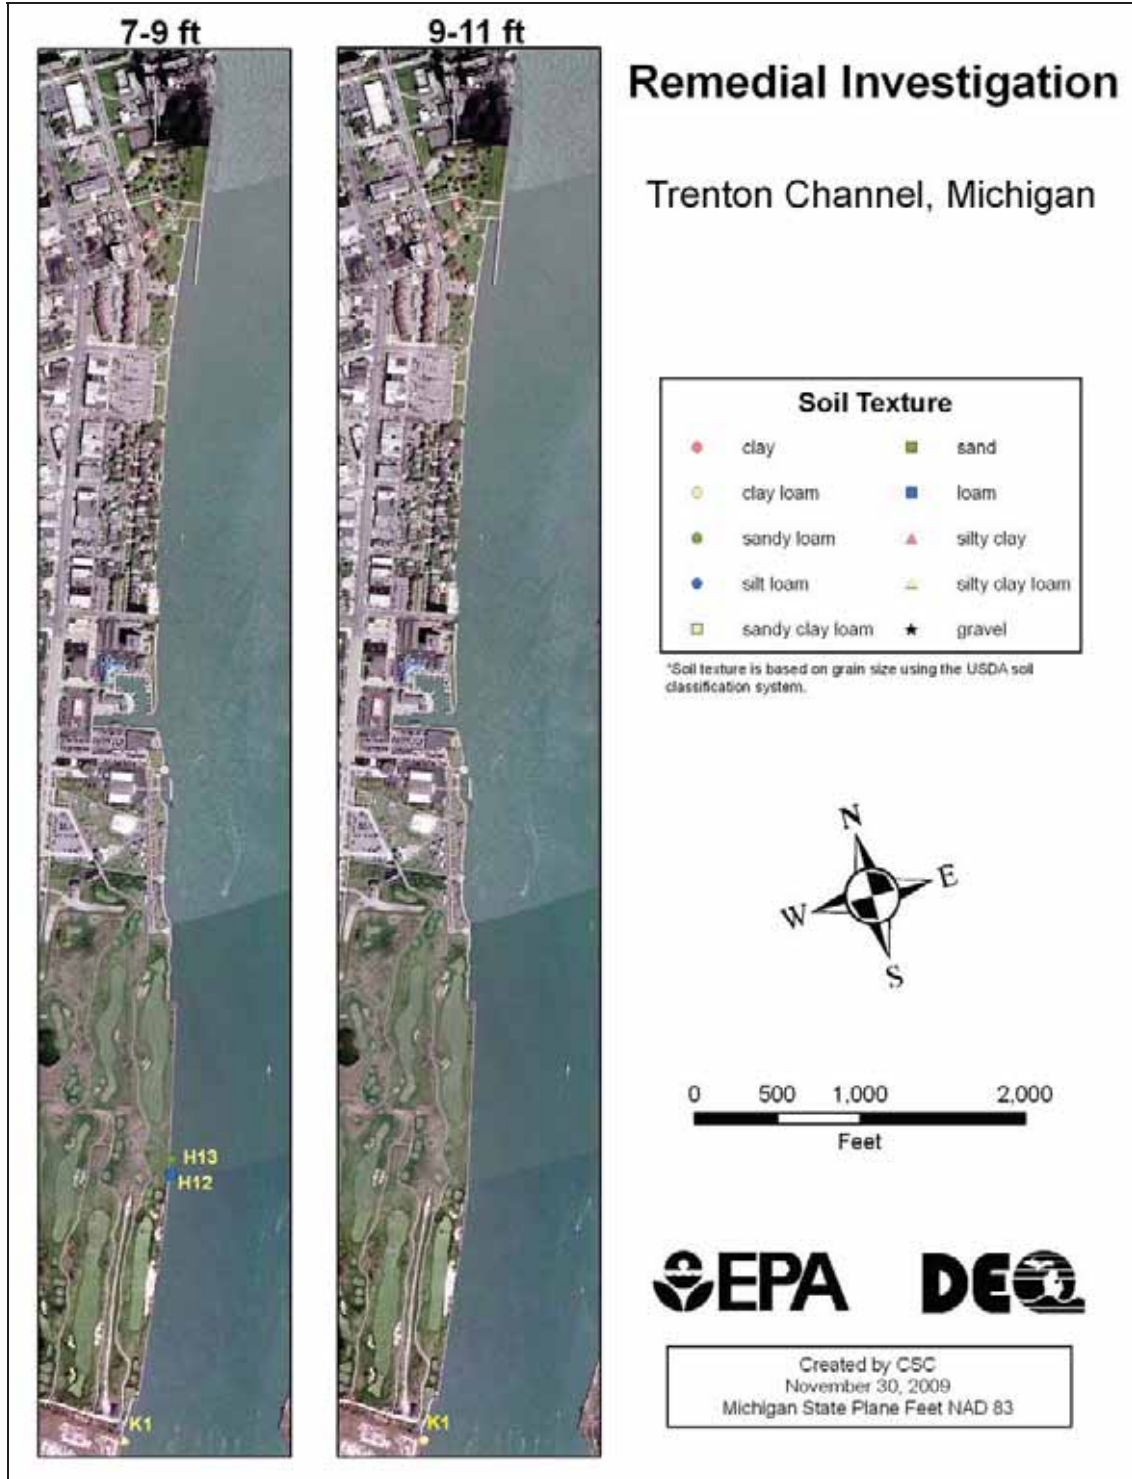 7-9 ft
9-11 ft
Remedial Investigation
Trenton Channel, Michigan
Soil Texture
clay
sand
clay loam
loam
sandy loam
silty clay
silt loam
silty clay loam
sandy clay loam
gravel
*Soil texture is based on grain size using the USDA soil
classification system.
N
E
W
S
0 500 1,000 2,000
Feet
H13
H12
K1
K1
EPA
DEQ
Created by CSC
November 30, 2009
Michigan State Plane Feet NAD 83